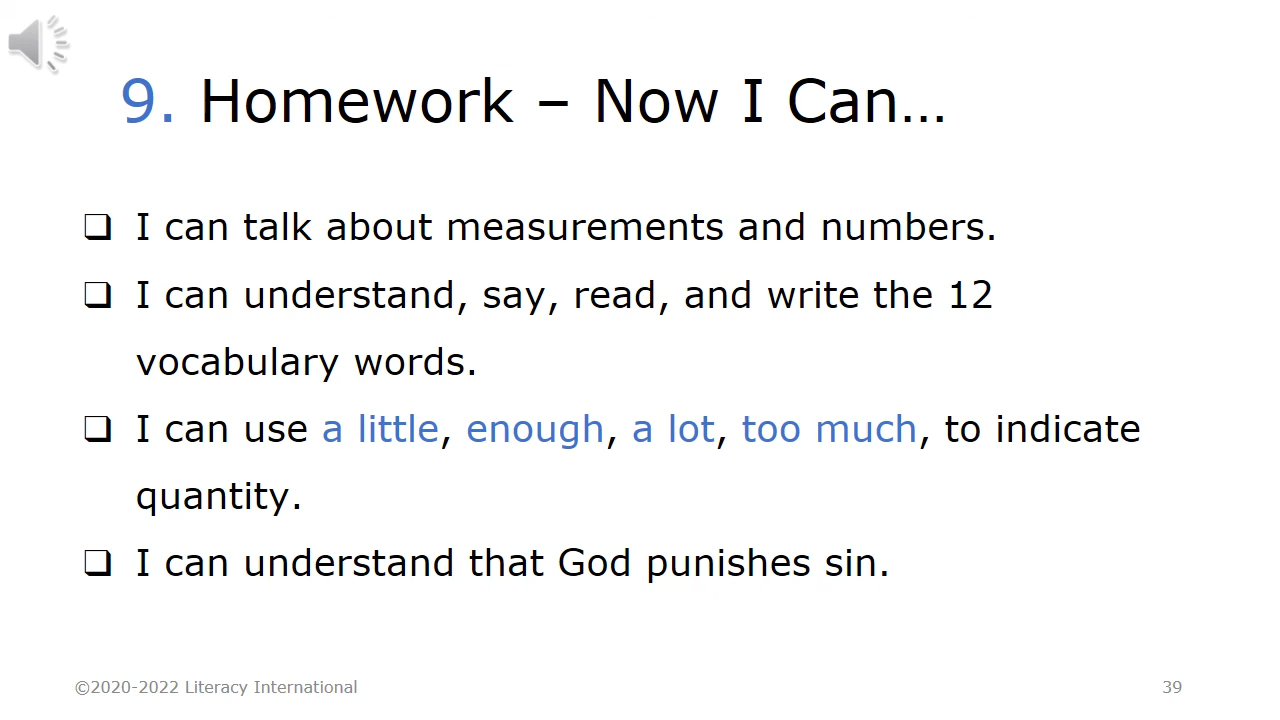 9. Homework – Now I Can…
❑ I can talk about measurements and numbers.
❑ I can understand, say, read, and write the 12
vocabulary words.
❑ I can use a little, enough, a lot, too much, to indicate
quantity.
❑ I can understand that God punishes sin.
©2020-2022 Literacy International
39